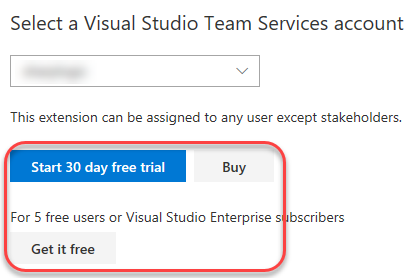 Select a Visual Studio Team Services account
This extension can be assigned to any user except stakeholders.
Start 30 day free trial Buy
For 5 free users or Visual Studio Enterprise subscribers
Get it free